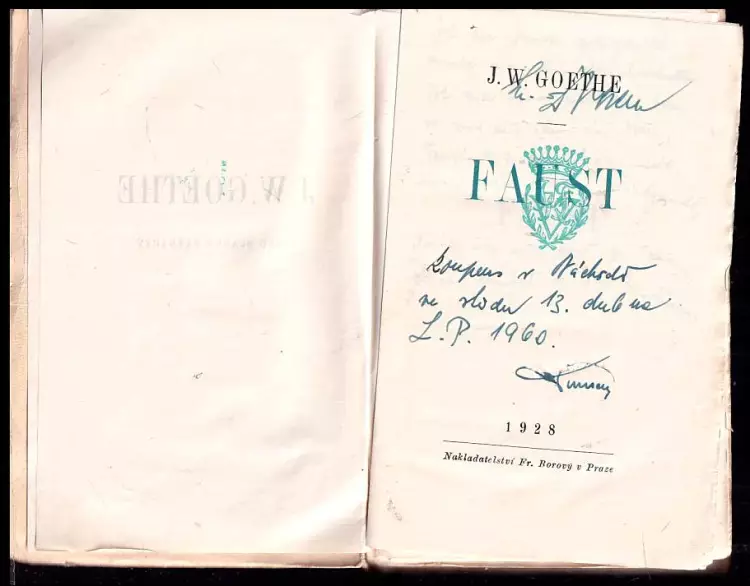 J. W. GOETHE
FAUST
koupeno v Náchodě
ve středu 13. dubna
L.P. 1960.
1928
Nakladatelství Fr. Borový v Praze